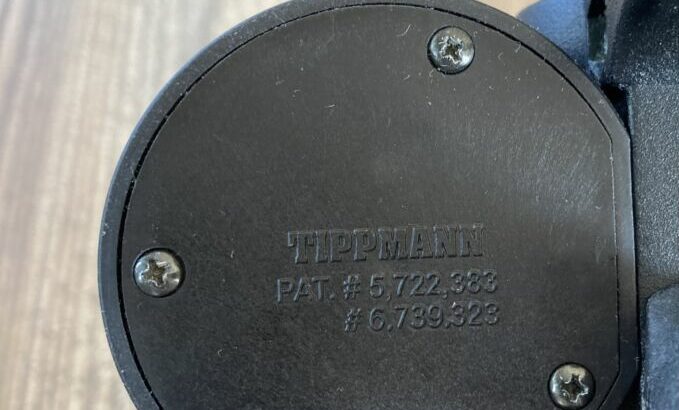 TIPPMANN
PAT. # 5,722,383
# 6,739,323